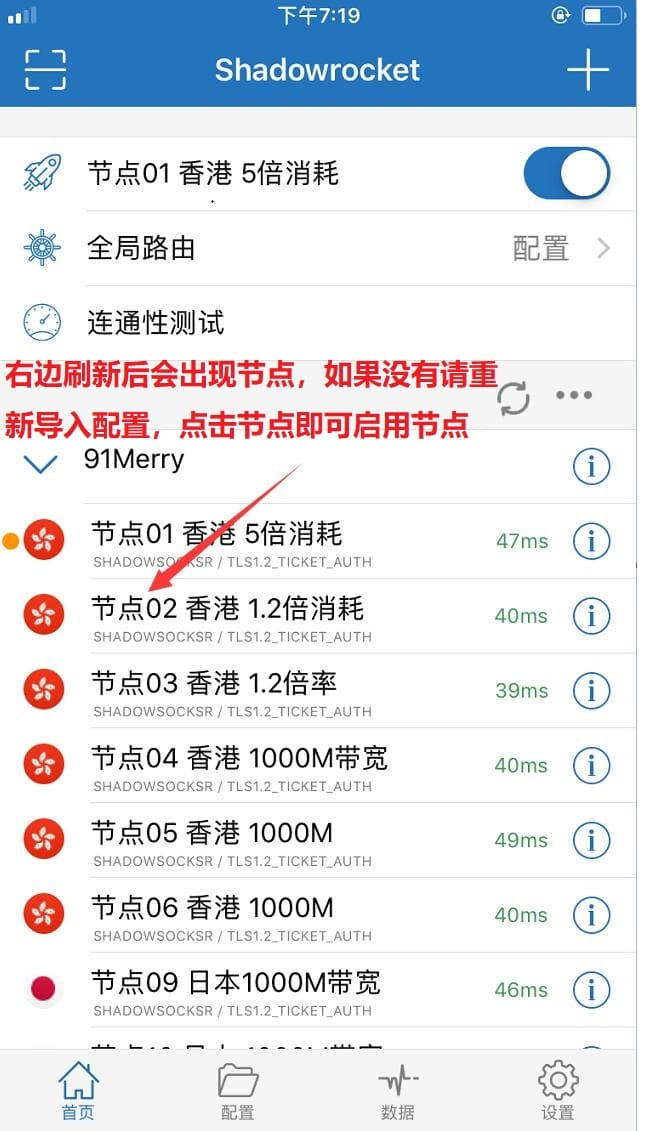 下午7:19
Shadowrocket
节点01 香港 5倍消耗
全局路由 配置
连通性测试
右边刷新后会出现节点，如果没有请重
新导入配置，点击节点即可启用节点
91Merry
节点01 香港 5倍消耗 47ms
SHADOWSOCKSR / TLS1.2_TICKET_AUTH
节点02 香港 1.2倍消耗 40ms
SHADOWSOCKSR / TLS1.2_TICKET_AUTH
节点03 香港 1.2倍率 39ms
SHADOWSOCKSR / TLS1.2_TICKET_AUTH
节点04 香港 1000M带宽 40ms
SHADOWSOCKSR / TLS1.2_TICKET_AUTH
节点05 香港 1000M 49ms
SHADOWSOCKSR / TLS1.2_TICKET_AUTH
节点06 香港 1000M 40ms
SHADOWSOCKSR / TLS1.2_TICKET_AUTH
节点09 日本1000M带宽 46ms
SHADOWSOCKSR / TLS1.2_TICKET_AUTH
首页 配置 数据 设置